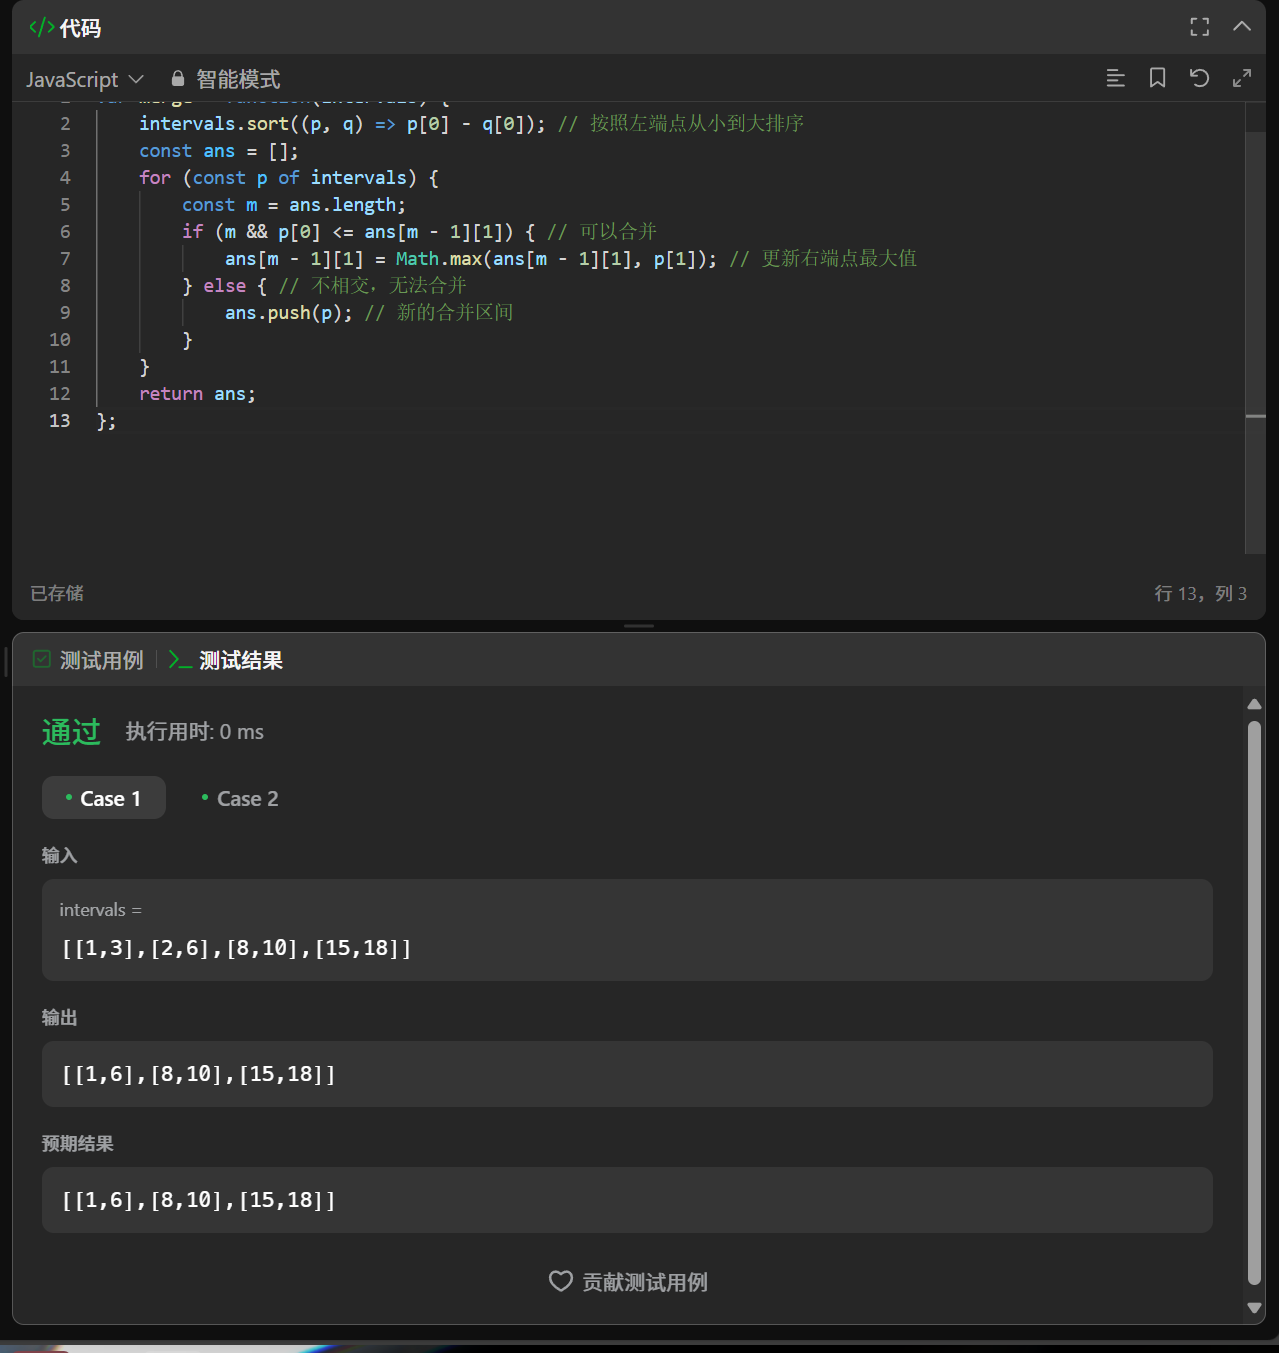 </> 代码
JavaScript 智能模式
2 intervals.sort((p, q) => p[0] - q[0]); // 按照左端点从小到大排序
3 const ans = [];
4 for (const p of intervals) {
5 const m = ans.length;
6 if (m && p[0] <= ans[m - 1][1]) { // 可以合并
7 ans[m - 1][1] = Math.max(ans[m - 1][1], p[1]); // 更新右端点最大值
8 } else { // 不相交，无法合并
9 ans.push(p); // 新的合并区间
10 }
11 }
12 return ans;
13 };
已存储 行 13，列 3
测试用例 测试结果
通过 执行用时: 0 ms
Case 1 Case 2
输入
intervals =
[[1,3],[2,6],[8,10],[15,18]]
输出
[[1,6],[8,10],[15,18]]
预期结果
[[1,6],[8,10],[15,18]]
贡献测试用例